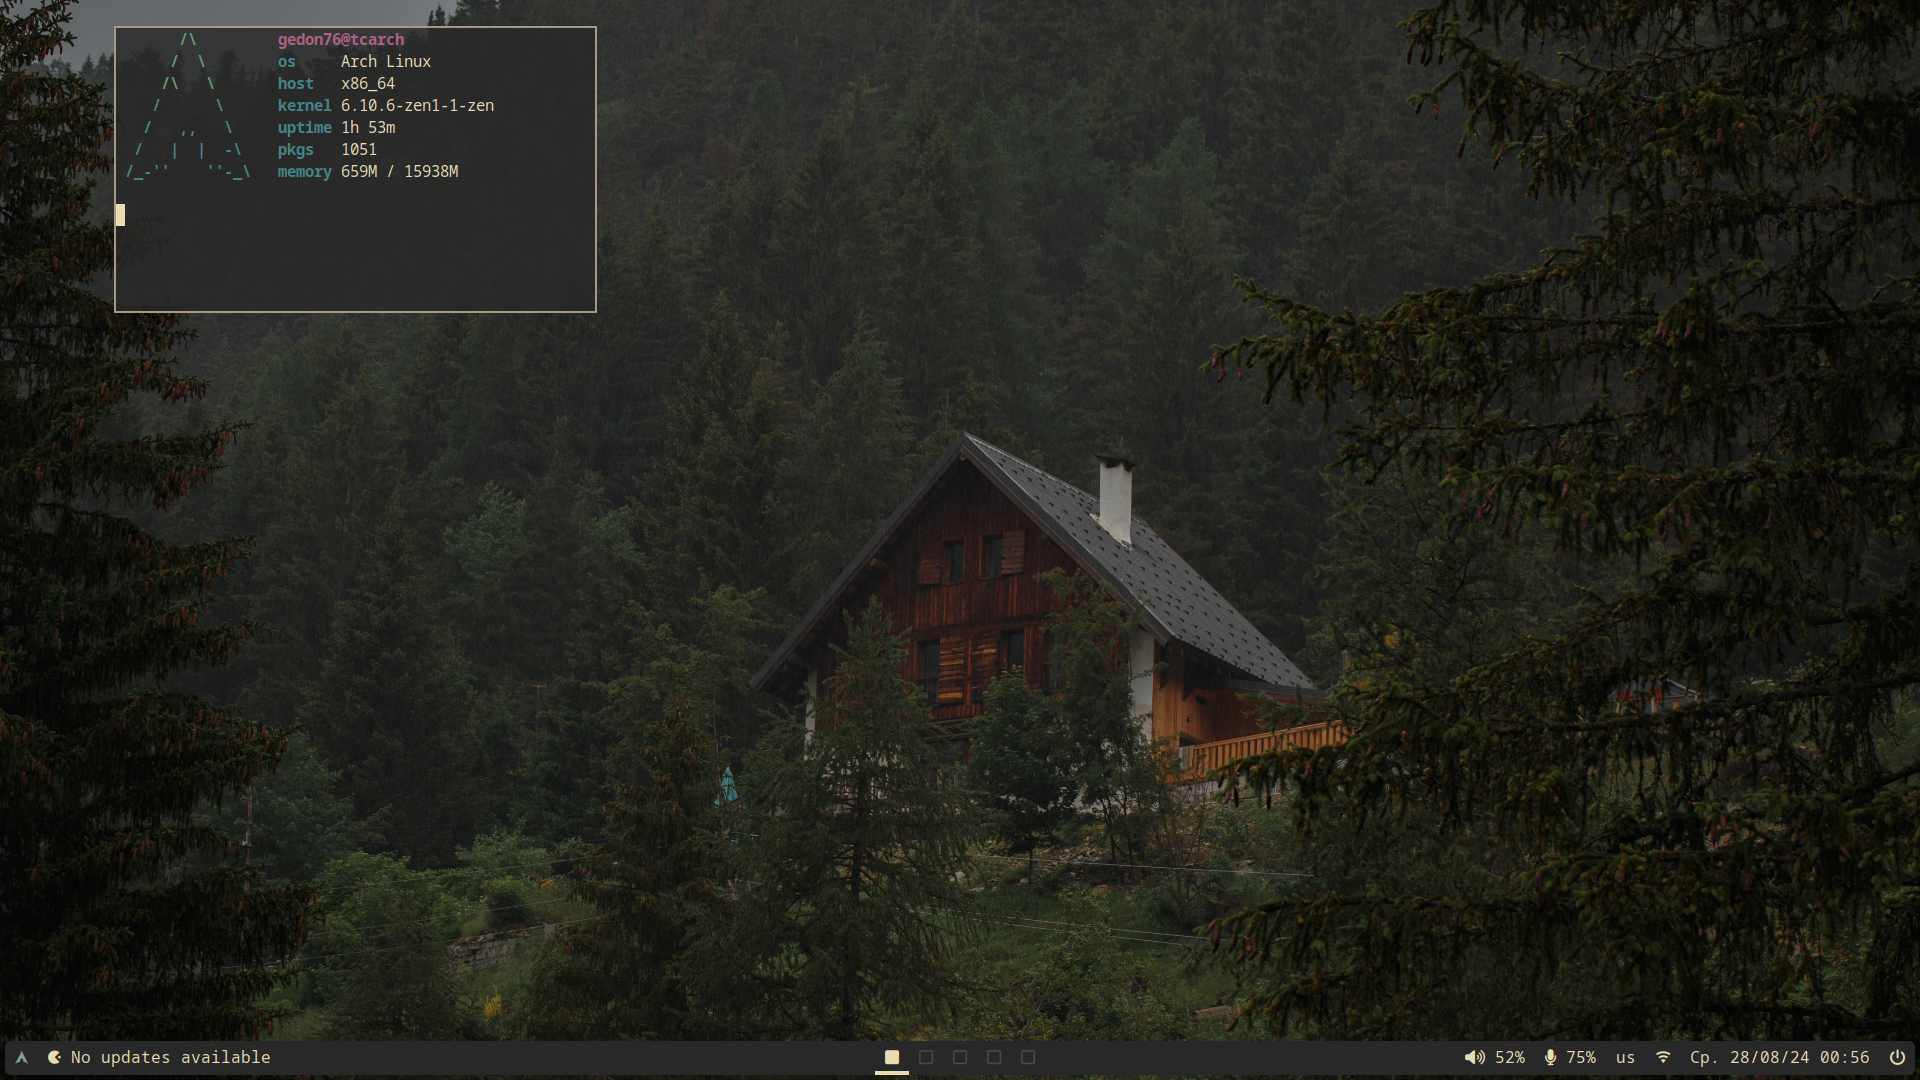 gedon76@tcarch
os Arch Linux
host x86_64
kernel 6.10.6-zen1-1-zen
uptime 1h 53m
pkgs 1051
memory 659M / 15938M
No updates available
52% 75% us Ср. 28/08/24 00:56